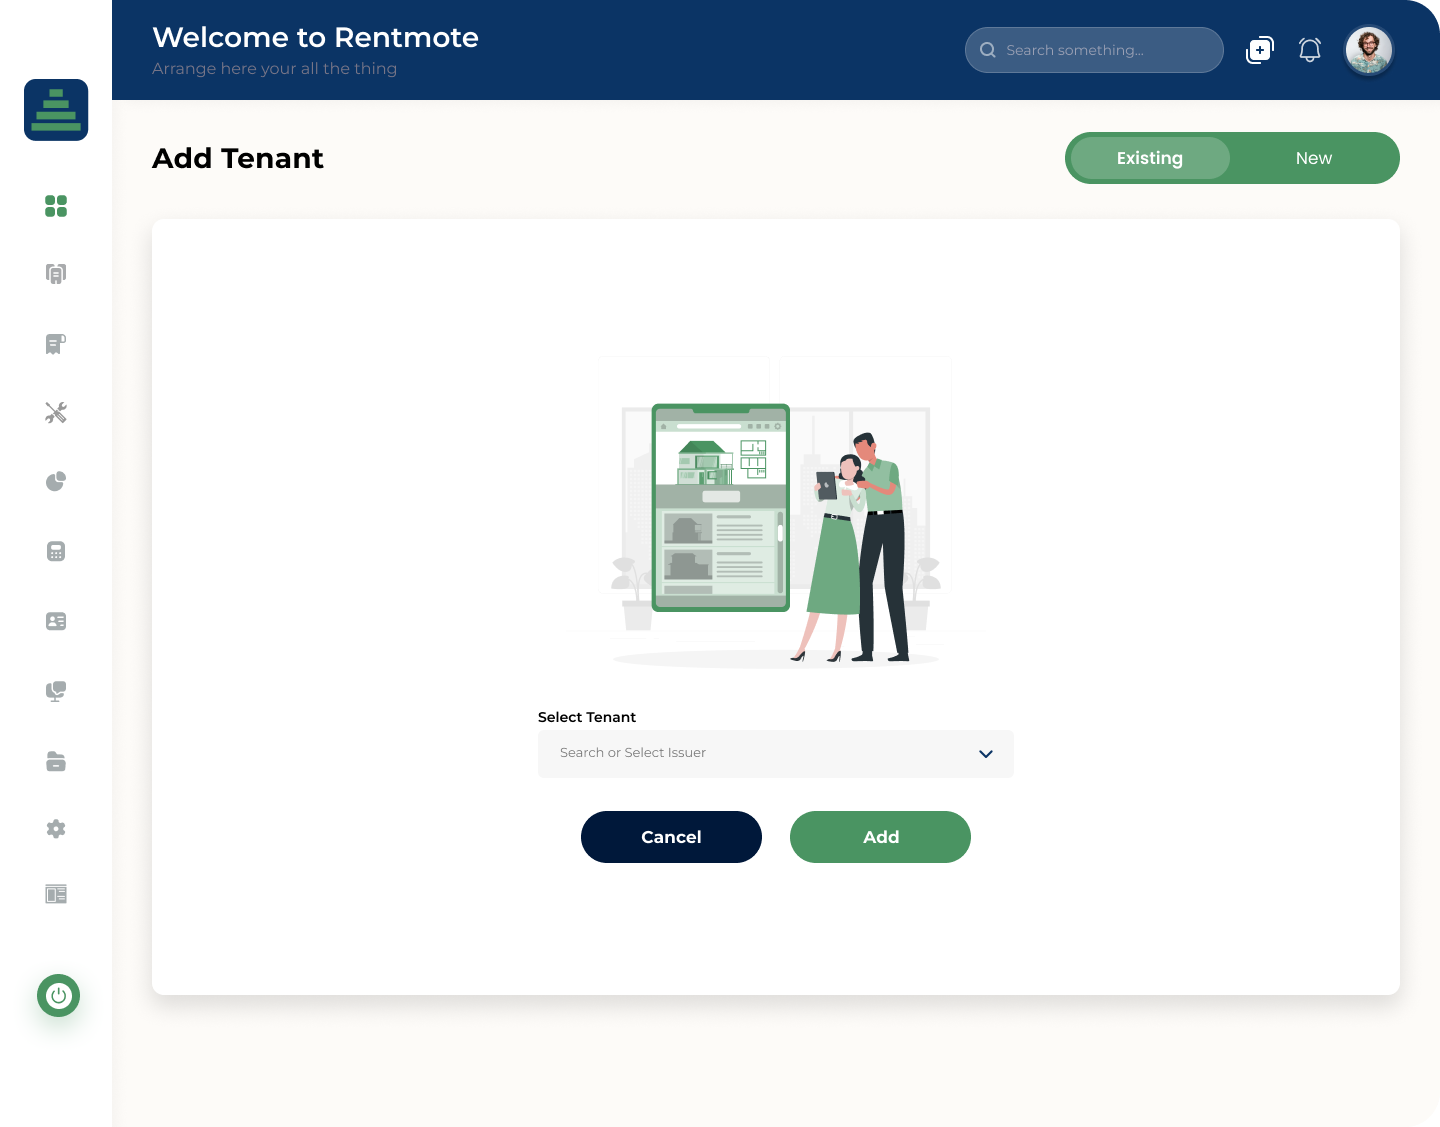 Welcome to Rentmote
Arrange here your all the thing
Search something...
Add Tenant
Existing
New
Select Tenant
Search or Select Issuer
Cancel
Add